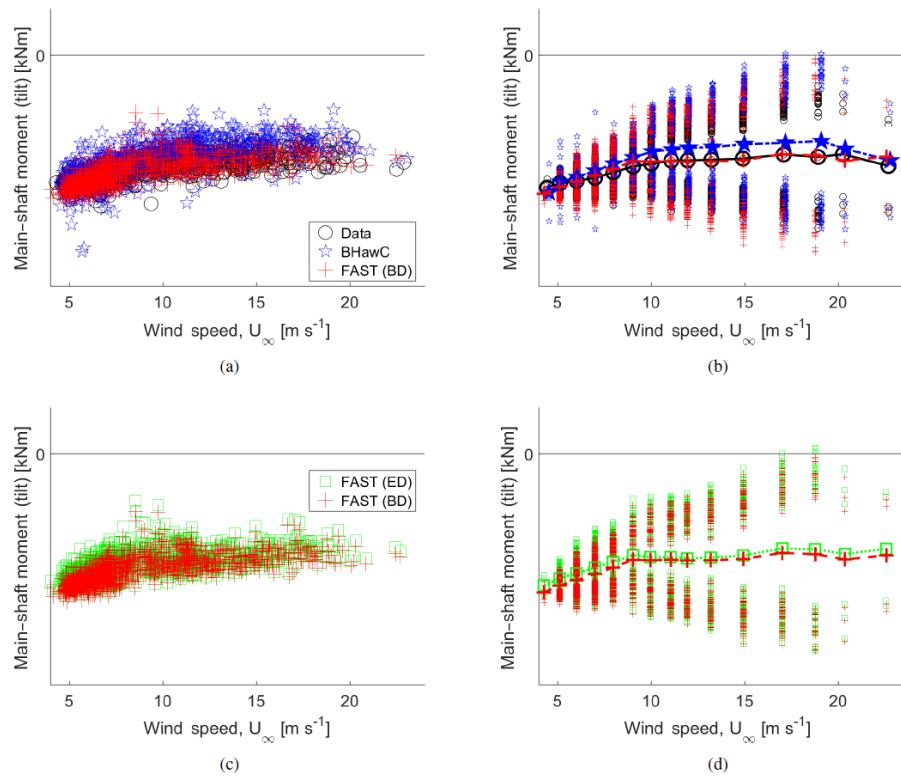 0
Main-shaft moment (tilt) [kNm]
Data
BHawC
FAST (BD)
5 10 15 20
Wind speed, U∞ [m s-1]
(a)
0
Main-shaft moment (tilt) [kNm]
5 10 15 20
Wind speed, U∞ [m s-1]
(b)
0
Main-shaft moment (tilt) [kNm]
FAST (ED)
FAST (BD)
5 10 15 20
Wind speed, U∞ [m s-1]
(c)
0
Main-shaft moment (tilt) [kNm]
5 10 15 20
Wind speed, U∞ [m s-1]
(d)